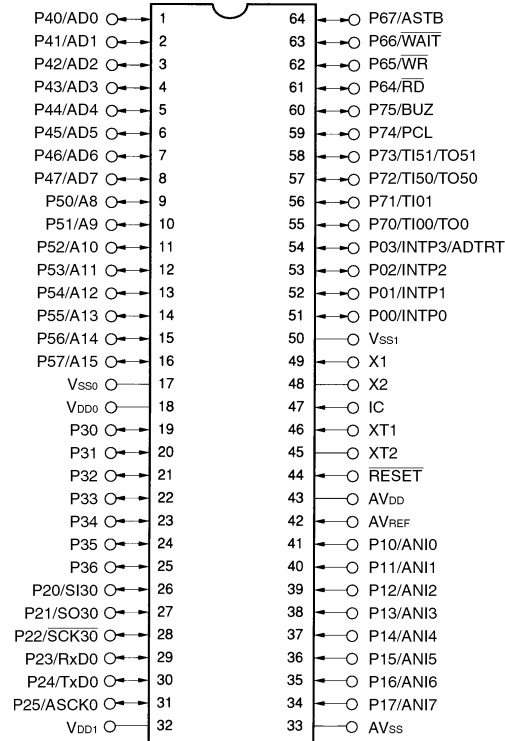 P40/AD0 1 64 P67/ASTB
P41/AD1 2 63 P66/WAIT
P42/AD2 3 62 P65/WR
P43/AD3 4 61 P64/RD
P44/AD4 5 60 P75/BUZ
P45/AD5 6 59 P74/PCL
P46/AD6 7 58 P73/TI51/TO51
P47/AD7 8 57 P72/TI50/TO50
P50/A8 9 56 P71/TI01
P51/A9 10 55 P70/TI00/TO0
P52/A10 11 54 P03/INTP3/ADTRT
P53/A11 12 53 P02/INTP2
P54/A12 13 52 P01/INTP1
P55/A13 14 51 P00/INTP0
P56/A14 15 50 VSS1
P57/A15 16 49 X1
VSS0 17 48 X2
VDD0 18 47 IC
P30 19 46 XT1
P31 20 45 XT2
P32 21 44 RESET
P33 22 43 AVDD
P34 23 42 AVREF
P35 24 41 P10/ANI0
P36 25 40 P11/ANI1
P20/SI30 26 39 P12/ANI2
P21/SO30 27 38 P13/ANI3
P22/SCK30 28 37 P14/ANI4
P23/RxD0 29 36 P15/ANI5
P24/TxD0 30 35 P16/ANI6
P25/ASCK0 31 34 P17/ANI7
VDD1 32 33 AVSS